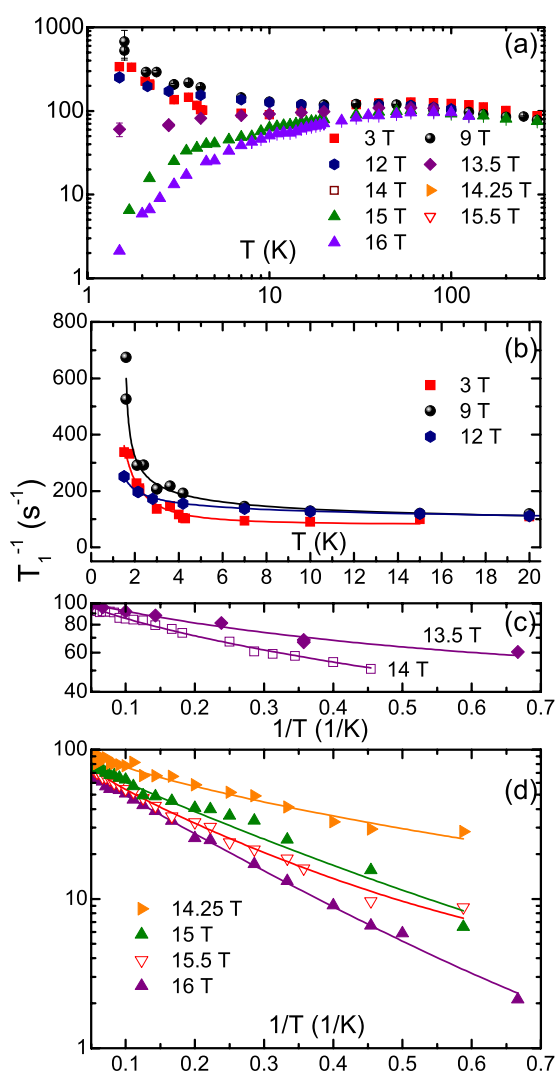 1000
(a)
100
3 T
9 T
12 T
13.5 T
14 T
14.25 T
10
15 T
15.5 T
16 T
T (K)
1
1
10
100
800
(b)
600
3 T
9 T
400
12 T
200
T (K)
0
0 2 4 6 8 10 12 14 16 18 20
T₁⁻¹ (s⁻¹)
100
(c)
80
13.5 T
60
14 T
40
0.1 0.2 0.3 0.4 0.5 0.6 0.7
1/T (1/K)
100
(d)
10
14.25 T
15 T
15.5 T
16 T
1/T (1/K)
1
0.1 0.2 0.3 0.4 0.5 0.6 0.7